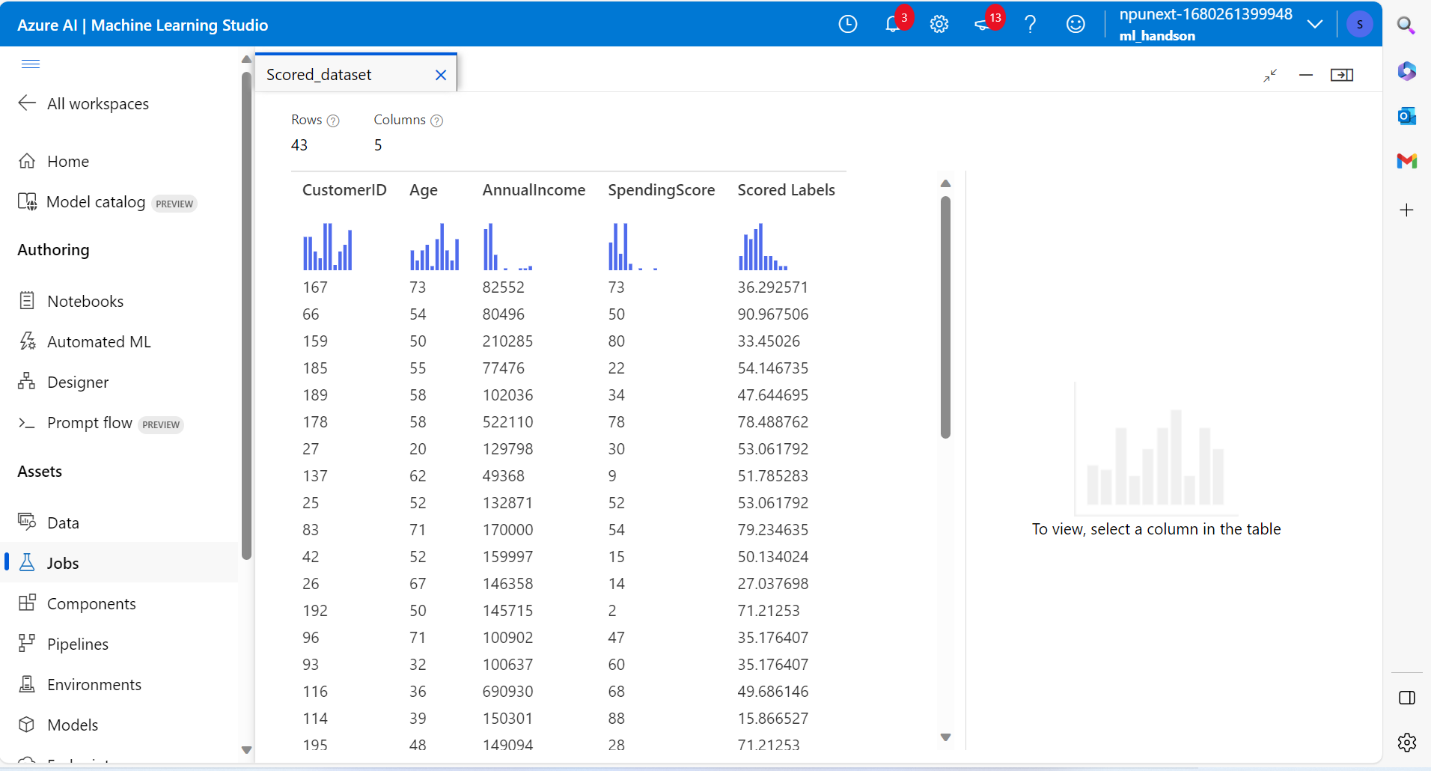 Azure AI | Machine Learning Studio
3
13
?
npunext-1680261399948
ml_handson
S
All workspaces
Home
Model catalog PREVIEW
Authoring
Notebooks
Automated ML
Designer
Prompt flow PREVIEW
Assets
Data
Jobs
Components
Pipelines
Environments
Models
Scored_dataset
Rows ? Columns ?
43 5
CustomerID Age AnnualIncome SpendingScore Scored Labels
167 73 82552 73 36.292571
66 54 80496 50 90.967506
159 50 210285 80 33.45026
185 55 77476 22 54.146735
189 58 102036 34 47.644695
178 58 522110 78 78.488762
27 20 129798 30 53.061792
137 62 49368 9 51.785283
25 52 132871 52 53.061792
83 71 170000 54 79.234635
42 52 159997 15 50.134024
26 67 146358 14 27.037698
192 50 145715 2 71.21253
96 71 100902 47 35.176407
93 32 100637 60 35.176407
116 36 690930 68 49.686146
114 39 150301 88 15.866527
195 48 149094 28 71.21253
To view, select a column in the table